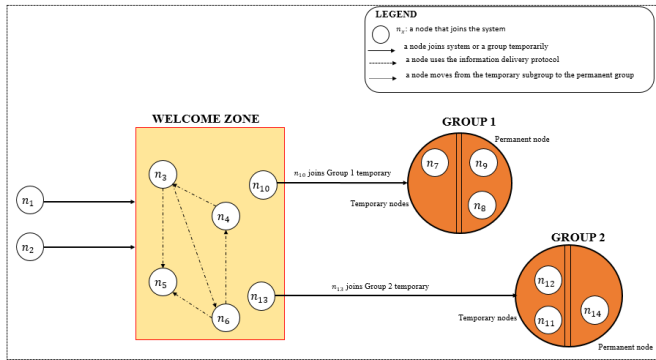 LEGEND
nₓ: a node that joins the system
a node joins system or a group temporarily
a node uses the information delivery protocol
a node moves from the temporary subgroup to the permanent group
WELCOME ZONE
GROUP 1
Permanent node
n₃
n₁₀
n₁₀ joins Group 1 temporary
n₇
n₉
n₁
n₄
Temporary nodes
n₈
n₂
GROUP 2
n₅
n₁₃
n₁₃ joins Group 2 temporary
n₁₂
n₆
Temporary nodes
n₁₁
n₁₄
Permanent node